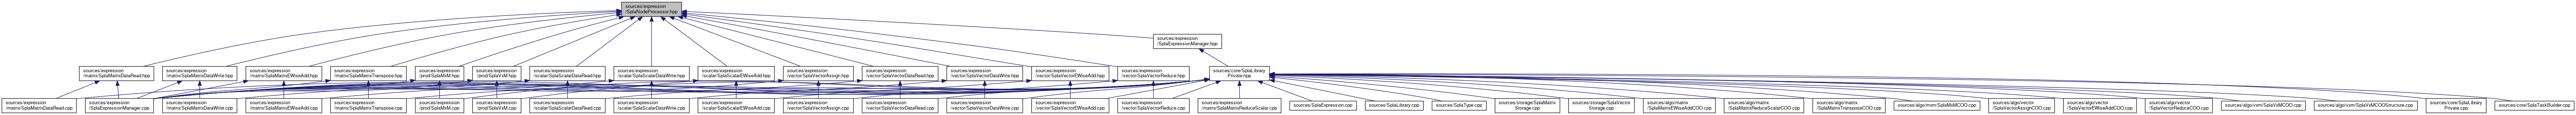 sources/expression
/SplaNodeProcessor.hpp
sources/expression
/SplaExpressionManager.hpp
sources/expression
/matrix/SplaMatrixDataRead.hpp
sources/expression
/matrix/SplaMatrixDataWrite.hpp
sources/expression
/matrix/SplaMatrixEWiseAdd.hpp
sources/expression
/matrix/SplaMatrixTranspose.hpp
sources/expression
/prod/SplaMxM.hpp
sources/expression
/prod/SplaVxM.hpp
sources/expression
/scalar/SplaScalarDataRead.hpp
sources/expression
/scalar/SplaScalarDataWrite.hpp
sources/expression
/scalar/SplaScalarEWiseAdd.hpp
sources/expression
/vector/SplaVectorAssign.hpp
sources/expression
/vector/SplaVectorDataRead.hpp
sources/expression
/vector/SplaVectorDataWrite.hpp
sources/expression
/vector/SplaVectorEWiseAdd.hpp
sources/expression
/vector/SplaVectorReduce.hpp
sources/core/SplaLibrary
Private.hpp
sources/expression
/matrix/SplaMatrixDataRead.cpp
sources/expression
/SplaExpressionManager.cpp
sources/expression
/matrix/SplaMatrixDataWrite.cpp
sources/expression
/matrix/SplaMatrixEWiseAdd.cpp
sources/expression
/matrix/SplaMatrixTranspose.cpp
sources/expression
/prod/SplaMxM.cpp
sources/expression
/prod/SplaVxM.cpp
sources/expression
/scalar/SplaScalarDataRead.cpp
sources/expression
/scalar/SplaScalarDataWrite.cpp
sources/expression
/scalar/SplaScalarEWiseAdd.cpp
sources/expression
/vector/SplaVectorAssign.cpp
sources/expression
/vector/SplaVectorDataRead.cpp
sources/expression
/vector/SplaVectorDataWrite.cpp
sources/expression
/vector/SplaVectorEWiseAdd.cpp
sources/expression
/vector/SplaVectorReduce.cpp
sources/expression
/matrix/SplaMatrixReduceScalar.cpp
sources/SplaExpression.cpp
sources/SplaLibrary.cpp
sources/SplaType.cpp
sources/storage/SplaMatrix
Storage.cpp
sources/storage/SplaVector
Storage.cpp
sources/algo/matrix
/SplaMatrixEWiseAddCOO.cpp
sources/algo/matrix
/SplaMatrixReduceScalarCOO.cpp
sources/algo/matrix
/SplaMatrixTransposeCOO.cpp
sources/algo/mxm/SplaMxMCOO.cpp
sources/algo/vector
/SplaVectorAssignCOO.cpp
sources/algo/vector
/SplaVectorEWiseAddCOO.cpp
sources/algo/vector
/SplaVectorReduceCOO.cpp
sources/algo/vxm/SplaVxMCOO.cpp
sources/algo/vxm/SplaVxMCOOStructure.cpp
sources/core/SplaLibrary
Private.cpp
sources/core/SplaTaskBuilder.cpp